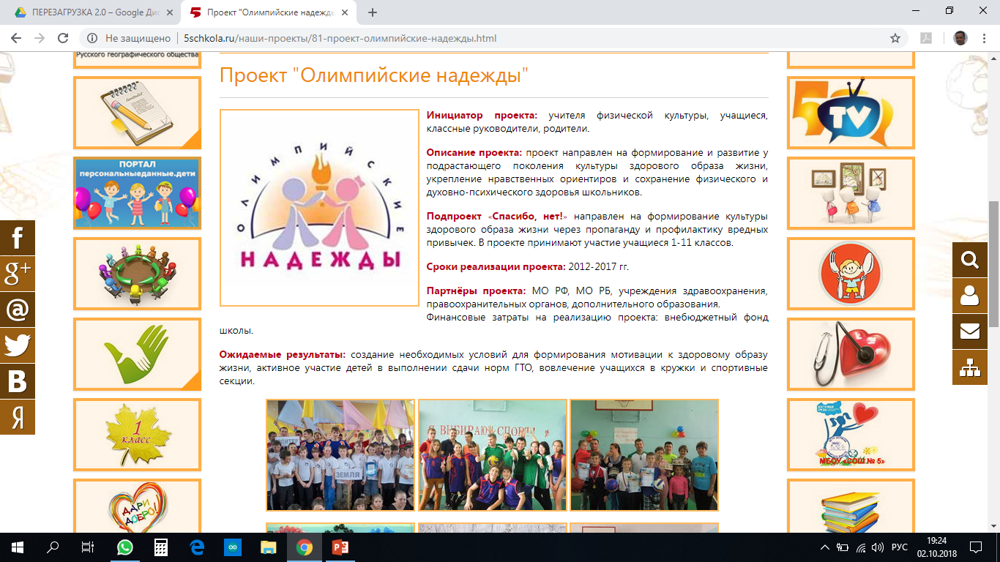 ПЕРЕЗАГРУЗКА 2.0 – Google Дис
Проект "Олимпийские надежды
Не защищено
5schkola.ru/наши-проекты/81-проект-олимпийские-надежды.html
Русского географического общества
ПОРТАЛ
персональныеданные.дети
1
класс
ДАРИ
ДОБРО!
f
g+
@
В
Я
Проект "Олимпийские надежды"
ОЛИМПИЙСКИЕ
НАДЕЖДЫ
Инициатор проекта: учителя физической культуры, учащиеся,
классные руководители, родители.
Описание проекта: проект направлен на формирование и развитие у
подрастающего поколения культуры здорового образа жизни,
укрепление нравственных ориентиров и сохранение физического и
духовно-психического здоровья школьников.
Подпроект «Спасибо, нет!» направлен на формирование культуры
здорового образа жизни через пропаганду и профилактику вредных
привычек. В проекте принимают участие учащиеся 1-11 классов.
Сроки реализации проекта: 2012-2017 гг.
Партнёры проекта: МО РФ, МО РБ, учреждения здравоохранения,
правоохранительных органов, дополнительного образования.
Финансовые затраты на реализацию проекта: внебюджетный фонд
школы.
Ожидаемые результаты: создание необходимых условий для формирования мотивации к здоровому образу
жизни, активное участие детей в выполнении сдачи норм ГТО, вовлечение учащихся в кружки и спортивные
секции.
ЗЕМЛЯ
Я ВЫБИРАЮ СПОРТ!
TV
МБОУ «СОШ № 5»
РУС
19:24
02.10.2018